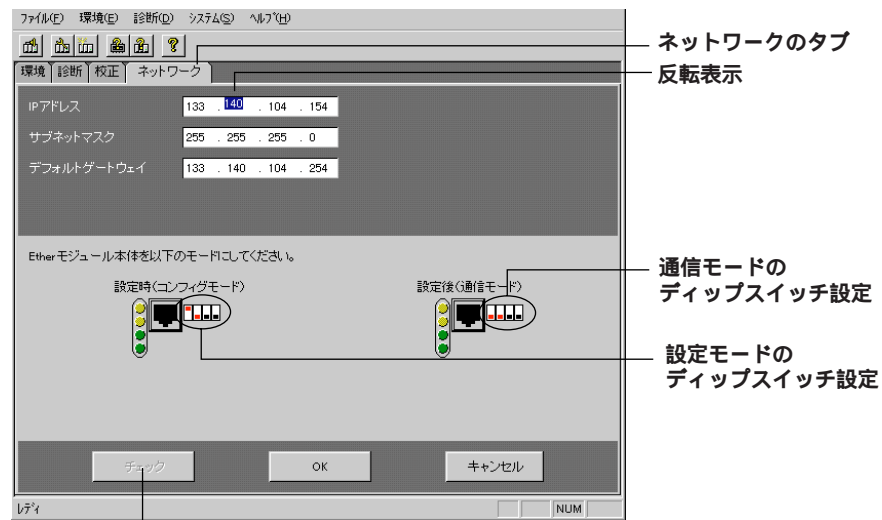 ファイル(F) 環境(E) 診断(D) システム(S) ヘルプ(H)
環境 診断 校正 ネットワーク
ネットワークのタブ
反転表示
IPアドレス 133 . 140 . 104 . 154
サブネットマスク 255 . 255 . 255 . 0
デフォルトゲートウェイ 133 . 140 . 104 . 254
Etherモジュール本体を以下のモードにしてください。
設定時(コンフィグモード) 設定後(通信モード)
通信モードの
ディップスイッチ設定
設定モードの
ディップスイッチ設定
チェック OK キャンセル
レディ NUM